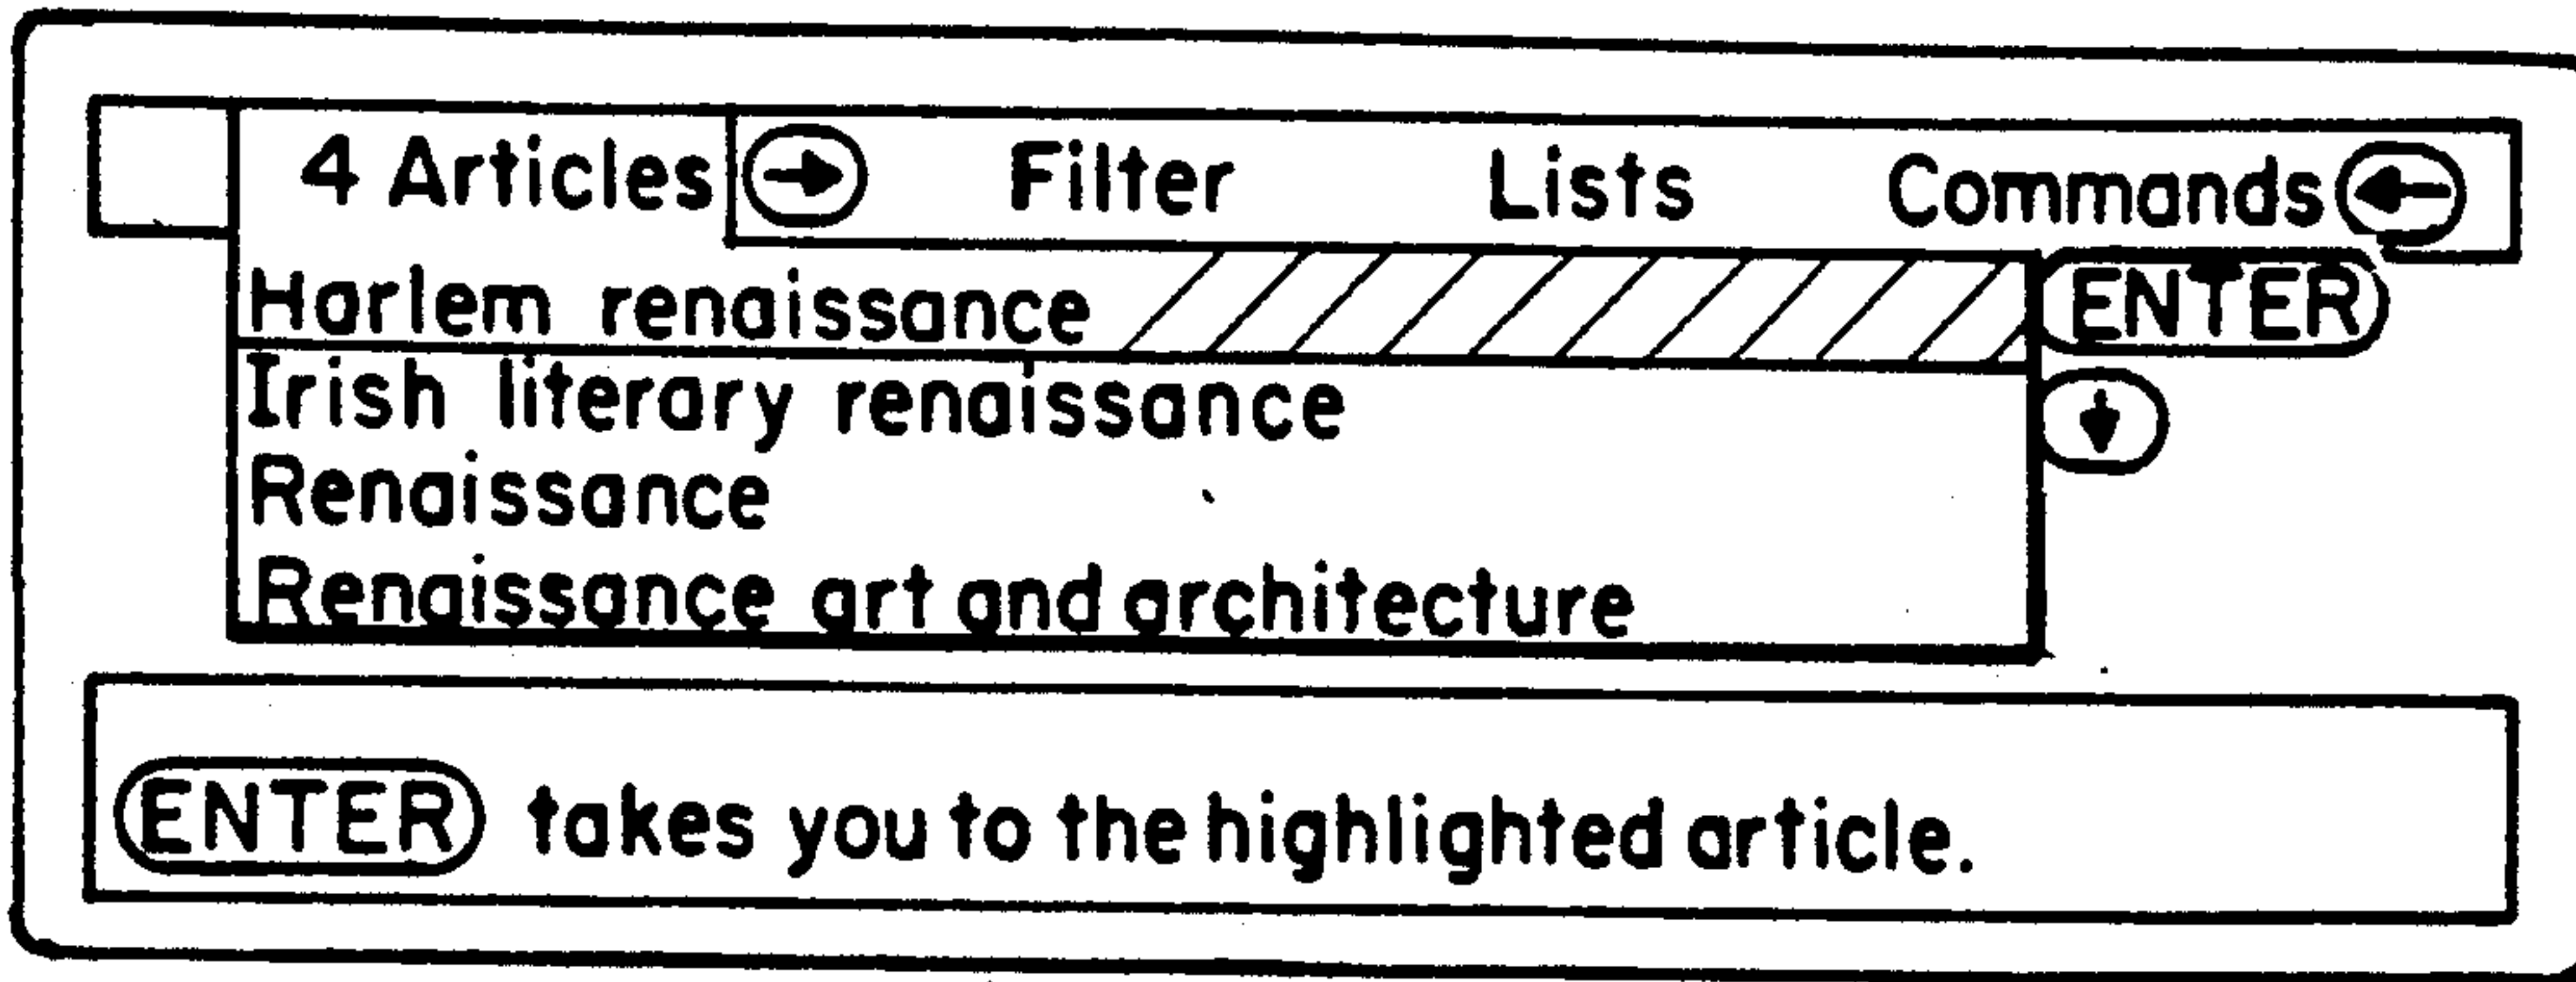 4 Articles → Filter Lists Commands ←
Harlem renaissance ENTER
Irish literary renaissance ↓
Renaissance
Renaissance art and architecture
ENTER takes you to the highlighted article.